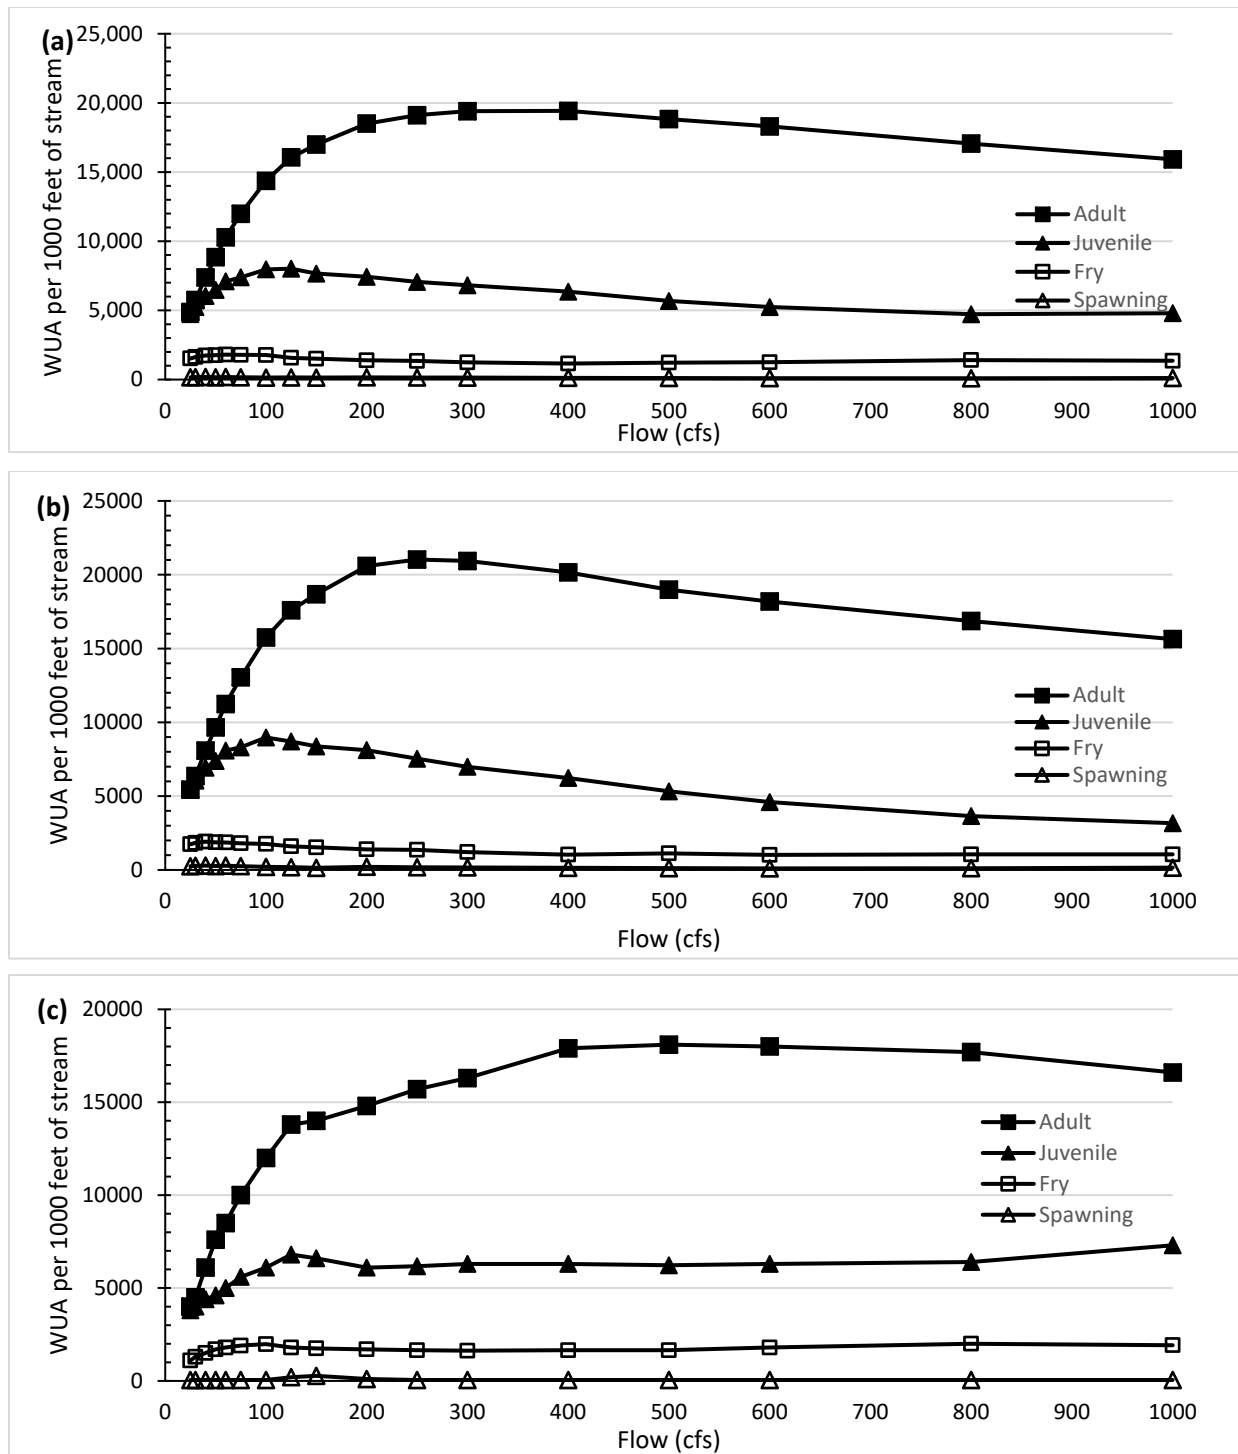 (a)
WUA per 1000 feet of stream
25,000
20,000
15,000
10,000
5,000
0
Adult
Juvenile
Fry
Spawning
0 100 200 300 400 500 600 700 800 900 1000
Flow (cfs)
(b)
WUA per 1000 feet of stream
25000
20000
15000
10000
5000
0
Adult
Juvenile
Fry
Spawning
0 100 200 300 400 500 600 700 800 900 1000
Flow (cfs)
(c)
WUA per 1000 feet of stream
20000
15000
10000
5000
0
Adult
Juvenile
Fry
Spawning
0 100 200 300 400 500 600 700 800 900 1000
Flow (cfs)